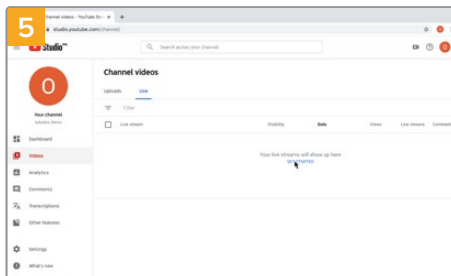 5
Channel videos - YouTube Stu
studio.youtube.com/channel/
Studio
Search across your channel
O
O
Channel videos
Uploads Live
Filter
Live stream Visibility Date Views Live viewers Comments
Your live streams will show up here
GET STARTED
Your channel
Dashboard
Videos
Analytics
Comments
Transcriptions
Other features
Settings
What's new